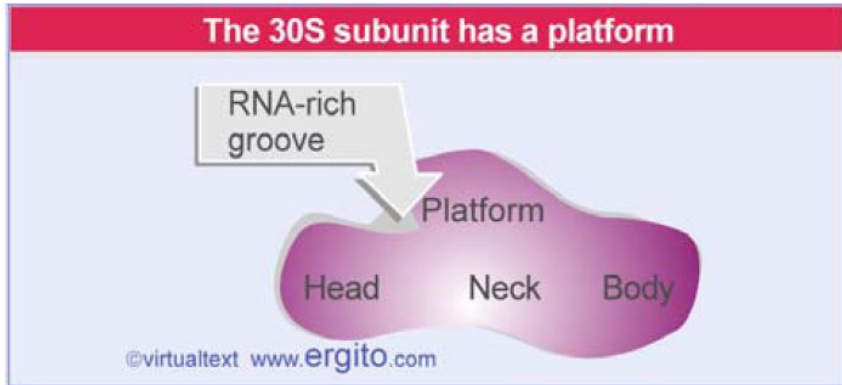 The 30S subunit has a platform
RNA-rich
groove
Platform
Head Neck Body
©virtualtext www.ergito.com